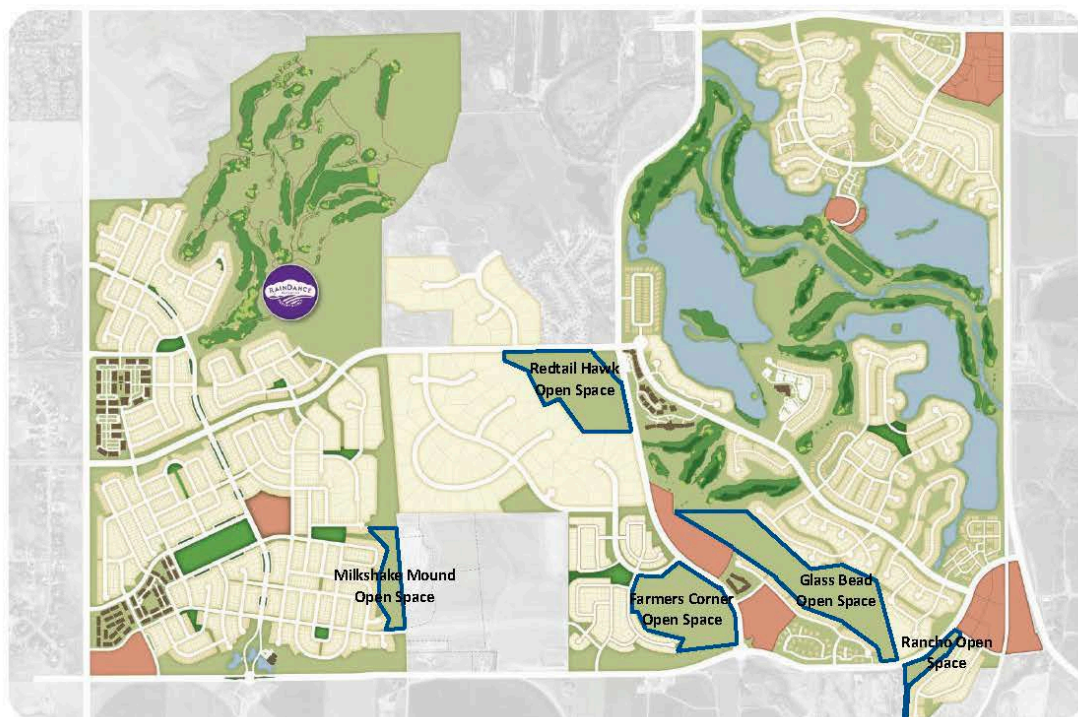 RAINDANCE
Redtail Hawk
Open Space
Milkshake Mound
Open Space
Glass Bead
Open Space
Farmers Corner
Open Space
Rancho Open
Space